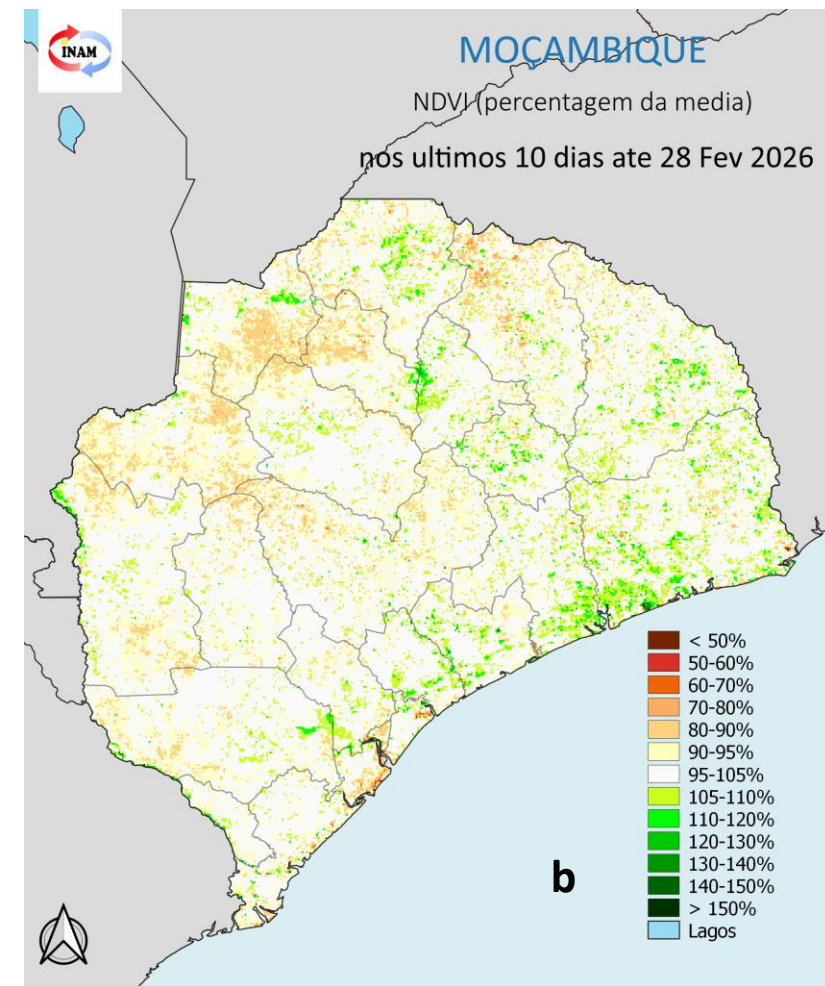 INAM
MOÇAMBIQUE
NDVI (percentagem da media)
nos ultimos 10 dias ate 28 Fev 2026
< 50%
50-60%
60-70%
70-80%
80-90%
90-95%
95-105%
105-110%
110-120%
120-130%
130-140%
140-150%
> 150%
Lagos
b